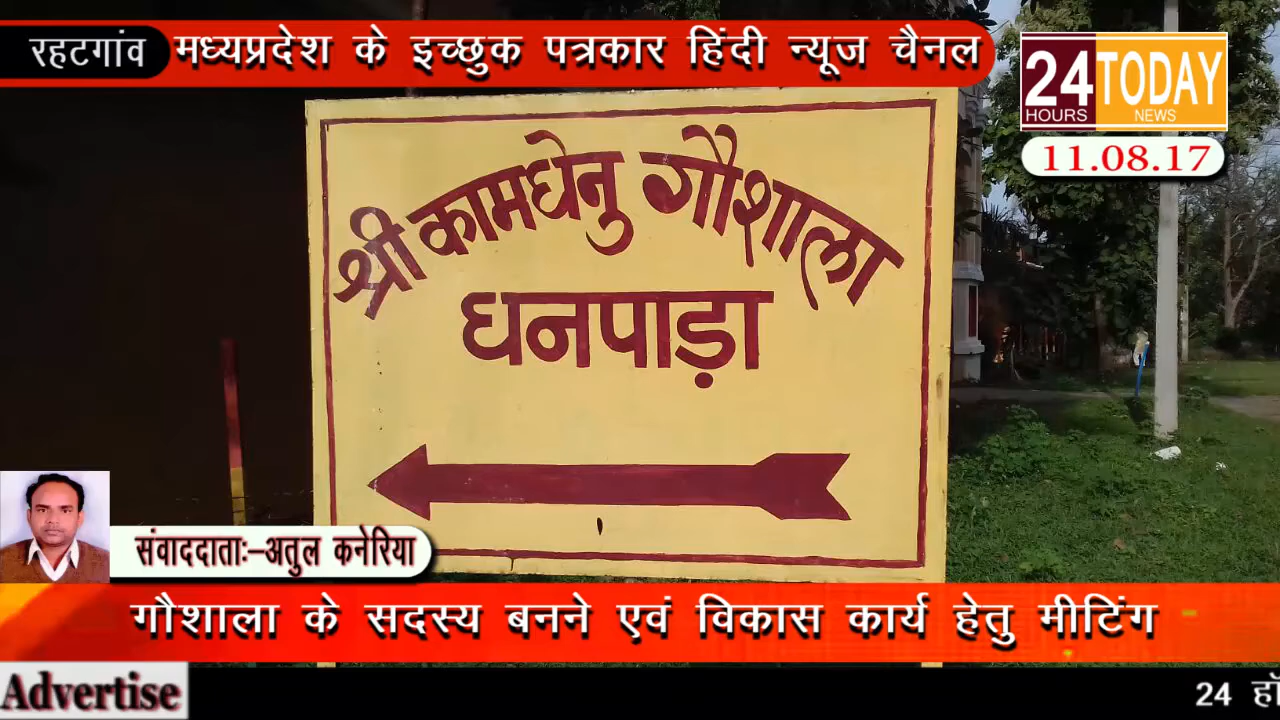 रहटगांव मध्यप्रदेश के इच्छुक पत्रकार हिंदी न्यूज चैनल
24 TODAY
HOURS NEWS
11.08.17
श्री कामधेनु गौशाला
धनपाड़ा
संवाददाताः-अतुल कनेरिया
गौशाला के सदस्य बनने एवं विकास कार्य हेतु मीटिंग -
Advertise 24